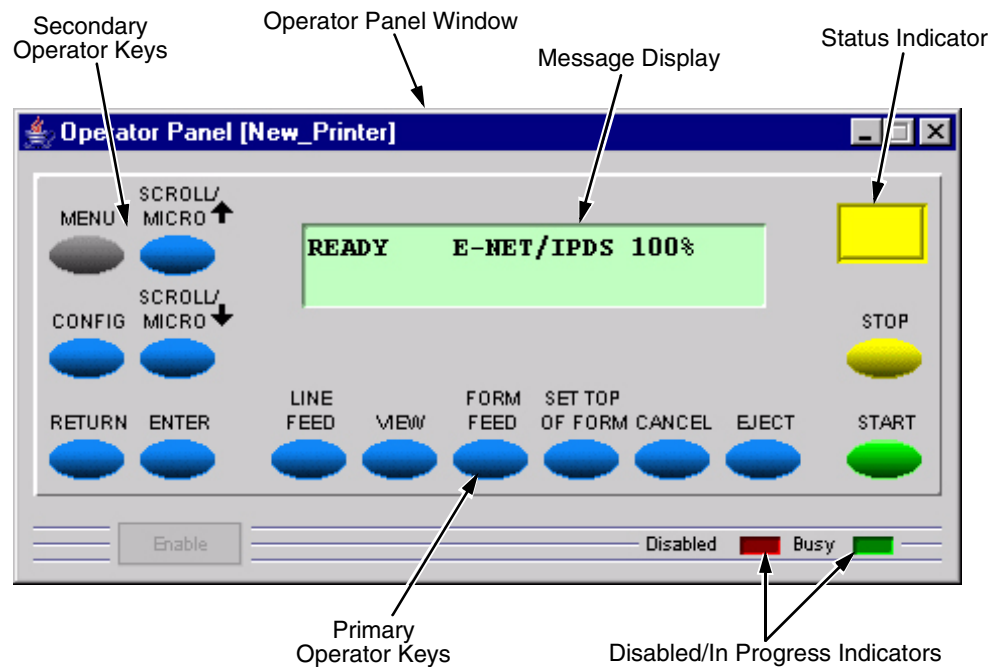 Secondary
Operator Keys
Operator Panel Window
Message Display
Status Indicator
Operator Panel [New_Printer]
MENU
SCROLL/
MICRO
READY E-NET/IPDS 100%
CONFIG
SCROLL/
MICRO
STOP
RETURN
ENTER
LINE
FEED
VIEW
FORM
FEED
SET TOP
OF FORM
CANCEL
EJECT
START
Enable
Disabled
Busy
Primary
Operator Keys
Disabled/In Progress Indicators